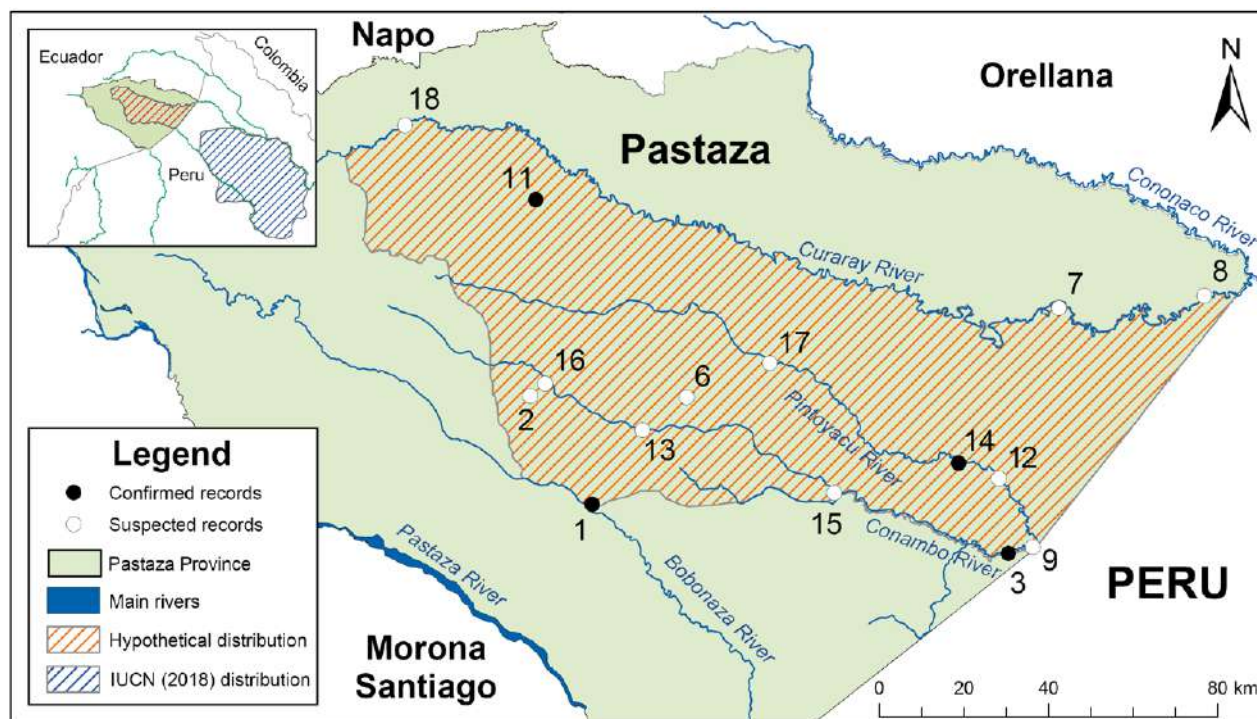 Ecuador
Colombia
Peru
Napo
Orellana
N
Pastaza
18
11
Cononaco River
Curaray River
7
8
17
16
6
2
Pintoyacu River
13
14
12
1
15
Conambo River
9
3
PERU
Bobonaza River
Pastaza River
Morona
Santiago
Legend
Confirmed records
Suspected records
Pastaza Province
Main rivers
Hypothetical distribution
IUCN (2018) distribution
0 20 40 80 km